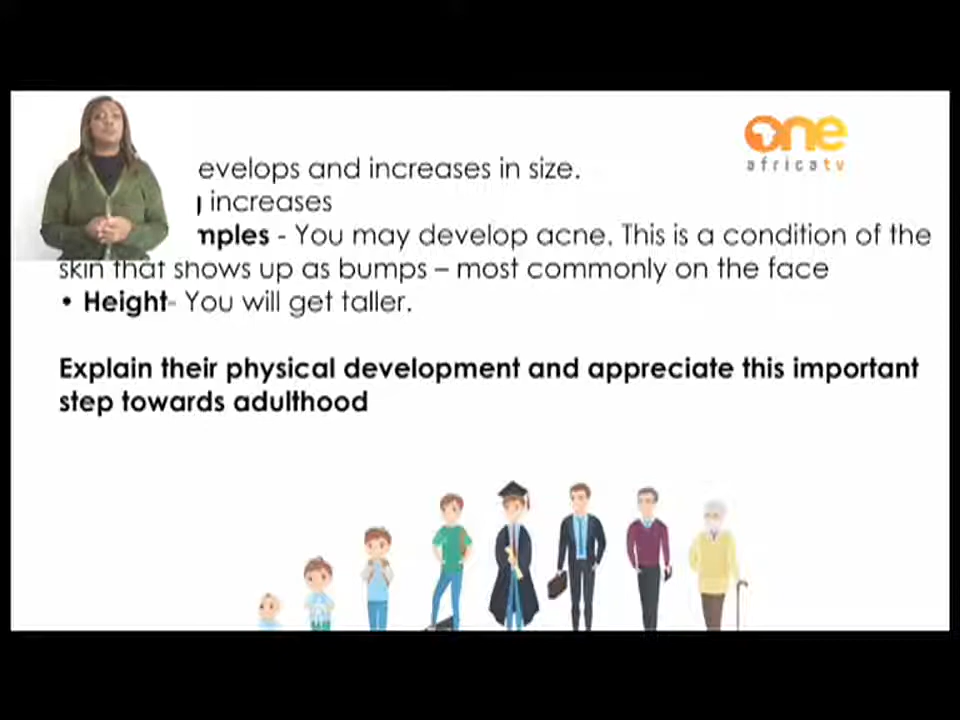 one
africa tv
evelops and increases in size.
increases
mples - You may develop acne. This is a condition of the
skin that shows up as bumps – most commonly on the face
• Height- You will get taller.
Explain their physical development and appreciate this important
step towards adulthood